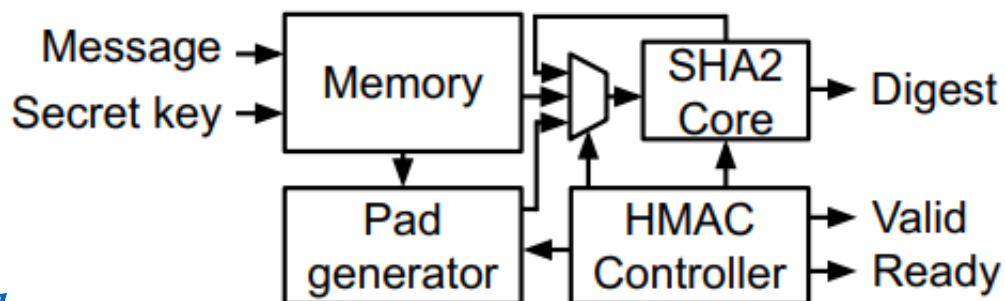 Message
Secret key
Memory
SHA2
Core
Digest
Pad
generator
HMAC
Controller
Valid
Ready